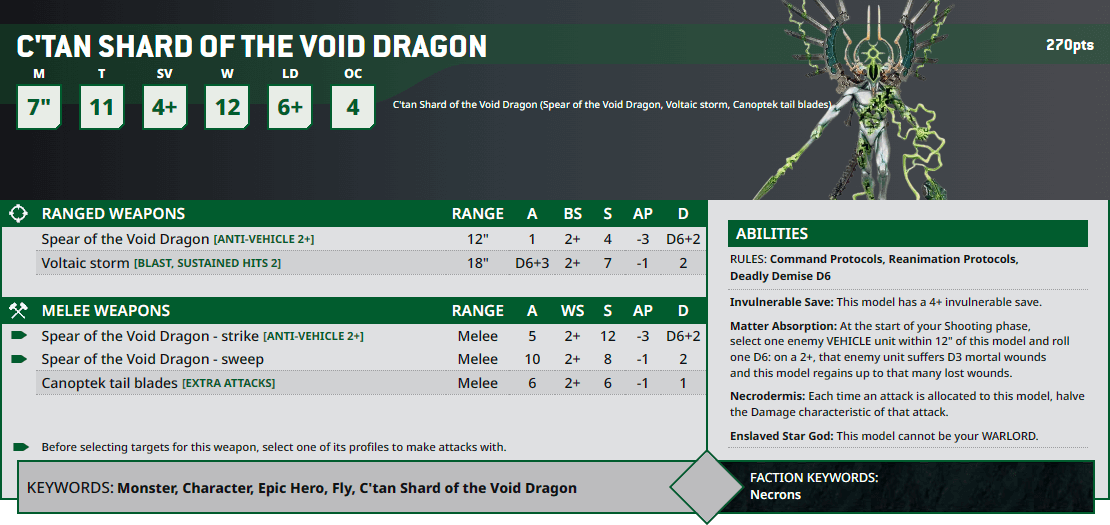 C'TAN SHARD OF THE VOID DRAGON
270pts
M T SV W LD OC
7" 11 4+ 12 6+ 4
C'tan Shard of the Void Dragon (Spear of the Void Dragon, Voltaic storm, Canoptek tail blades)
RANGED WEAPONS RANGE A BS S AP D
Spear of the Void Dragon [ANTI-VEHICLE 2+] 12" 1 2+ 4 -3 D6+2
Voltaic storm [BLAST, SUSTAINED HITS 2] 18" D6+3 2+ 7 -1 2
MELEE WEAPONS RANGE A WS S AP D
Spear of the Void Dragon - strike [ANTI-VEHICLE 2+] Melee 5 2+ 12 -3 D6+2
Spear of the Void Dragon - sweep Melee 10 2+ 8 -1 2
Canoptek tail blades [EXTRA ATTACKS] Melee 6 2+ 6 -1 1
Before selecting targets for this weapon, select one of its profiles to make attacks with.
ABILITIES
RULES: Command Protocols, Reanimation Protocols,
Deadly Demise D6
Invulnerable Save: This model has a 4+ invulnerable save.
Matter Absorption: At the start of your Shooting phase,
select one enemy VEHICLE unit within 12" of this model and roll
one D6: on a 2+, that enemy unit suffers D3 mortal wounds
and this model regains up to that many lost wounds.
Necrodermis: Each time an attack is allocated to this model, halve
the Damage characteristic of that attack.
Enslaved Star God: This model cannot be your WARLORD.
KEYWORDS: Monster, Character, Epic Hero, Fly, C'tan Shard of the Void Dragon
FACTION KEYWORDS:
Necrons